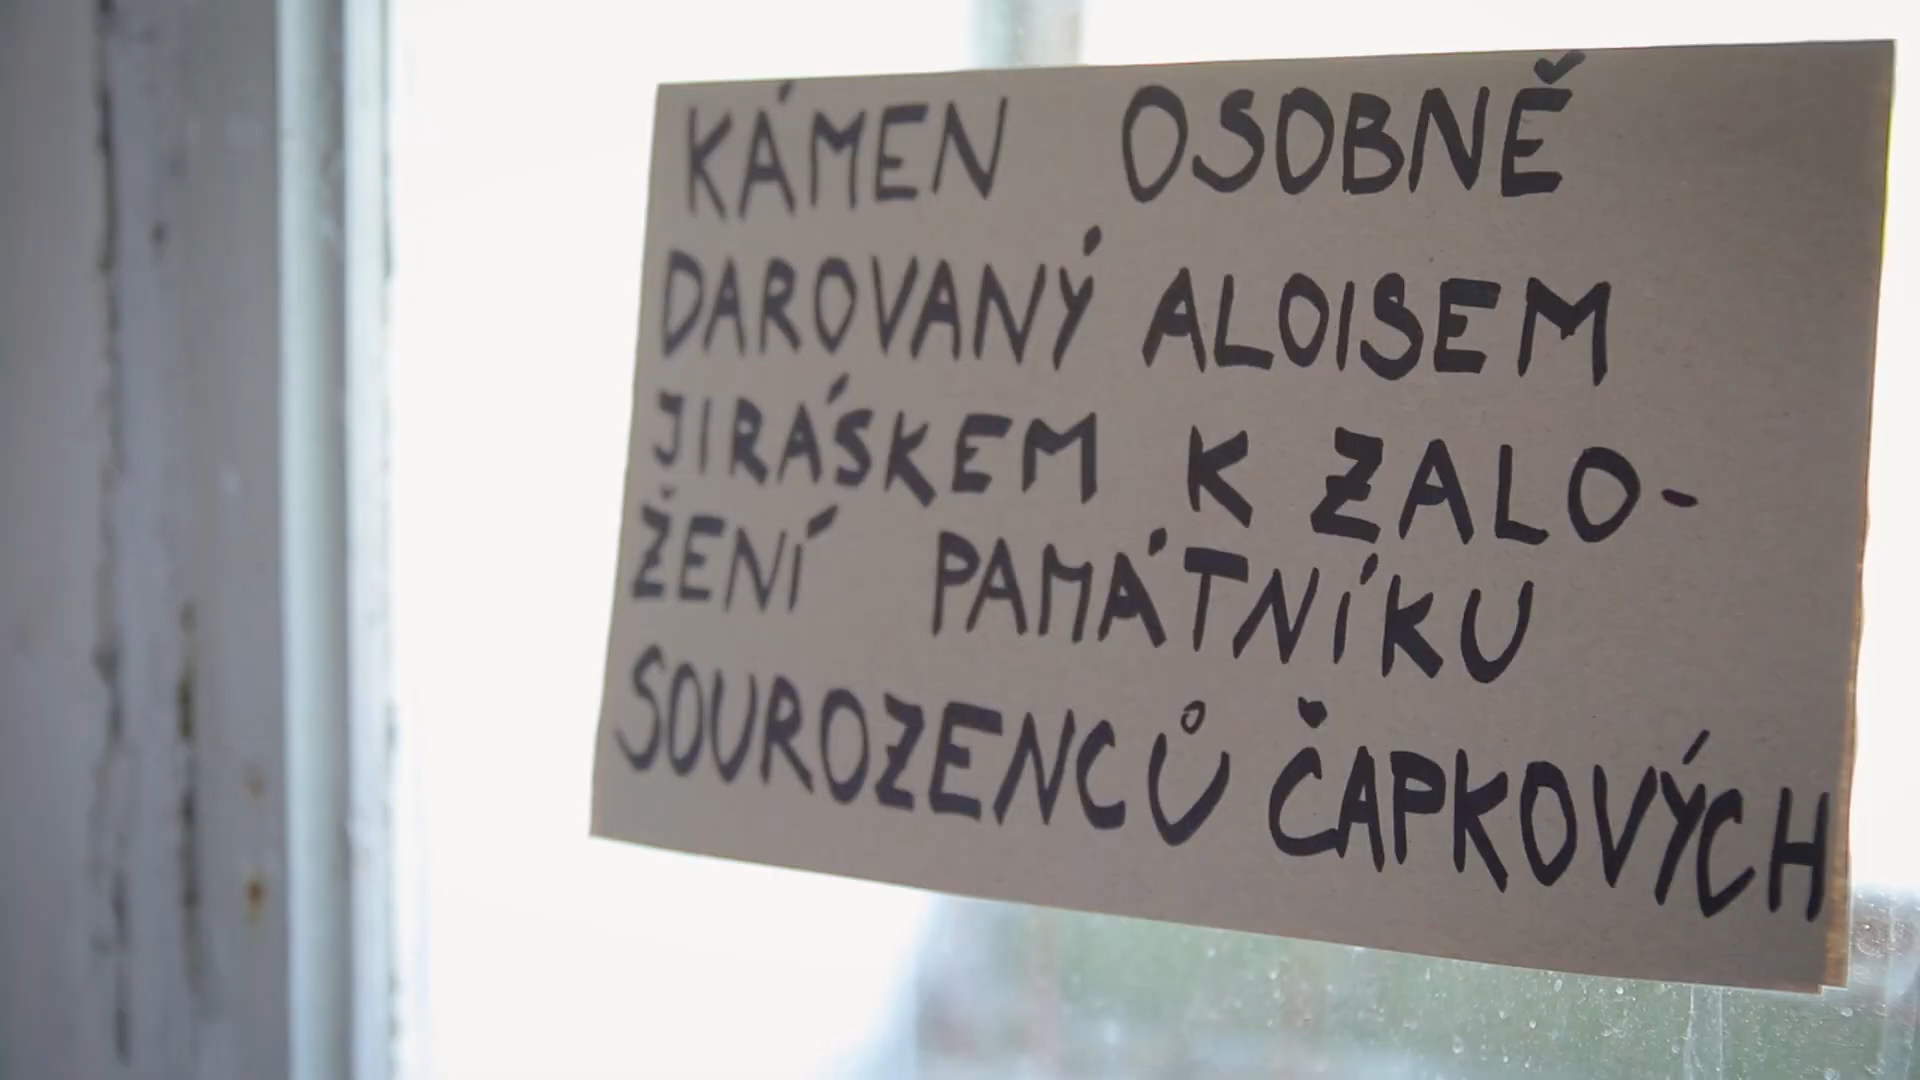 KÁMEN OSOBNĚ
DAROVANÝ ALOISEM
JIRÁSKEM K ZALO-
ŽENÍ PAMÁTNÍKU
SOUROZENCŮ ČAPKOVÝCH